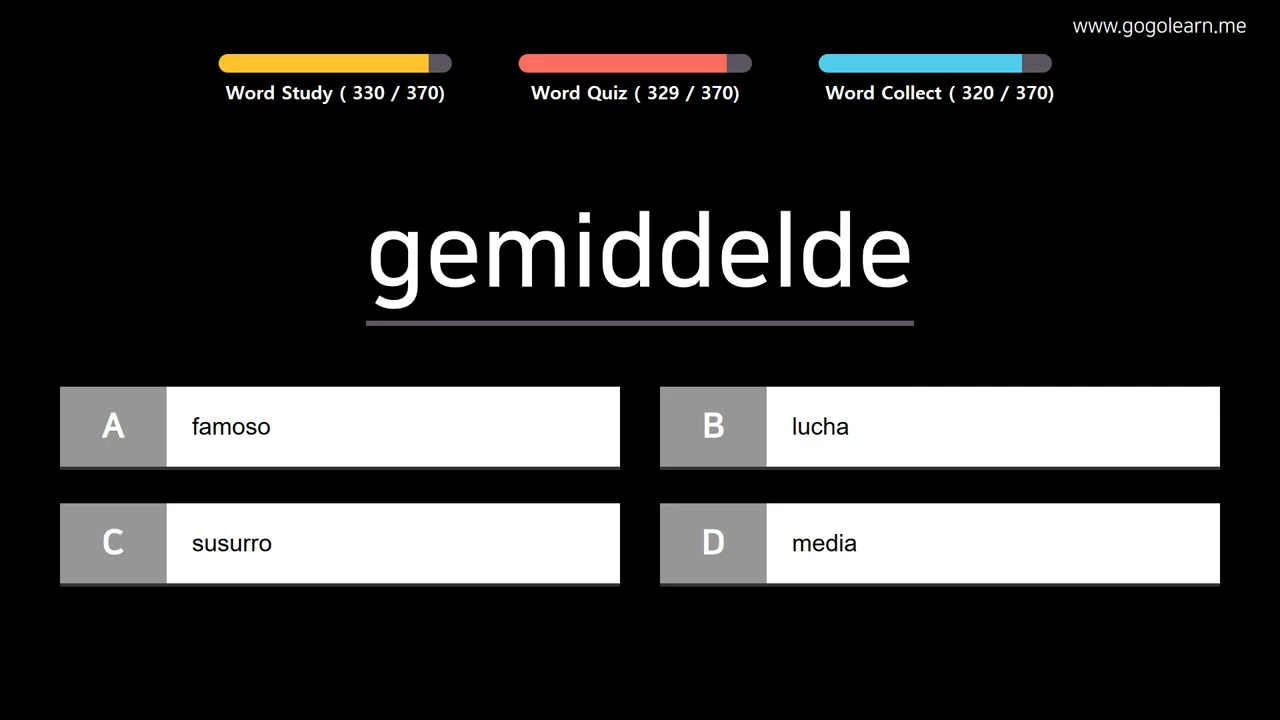 www.gogolearn.me
Word Study ( 330 / 370)
Word Quiz ( 329 / 370)
Word Collect ( 320 / 370)
gemiddelde
A famoso
B lucha
C susurro
D media